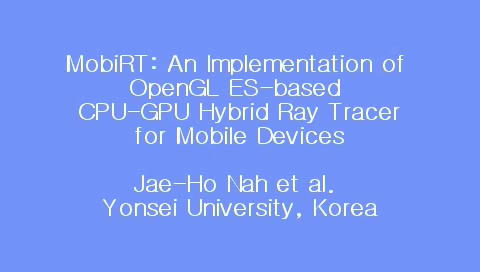 MobiRT: An Implementation of
OpenGL ES-based
CPU-GPU Hybrid Ray Tracer
for Mobile Devices
Jae-Ho Nah et al.
Yonsei University, Korea